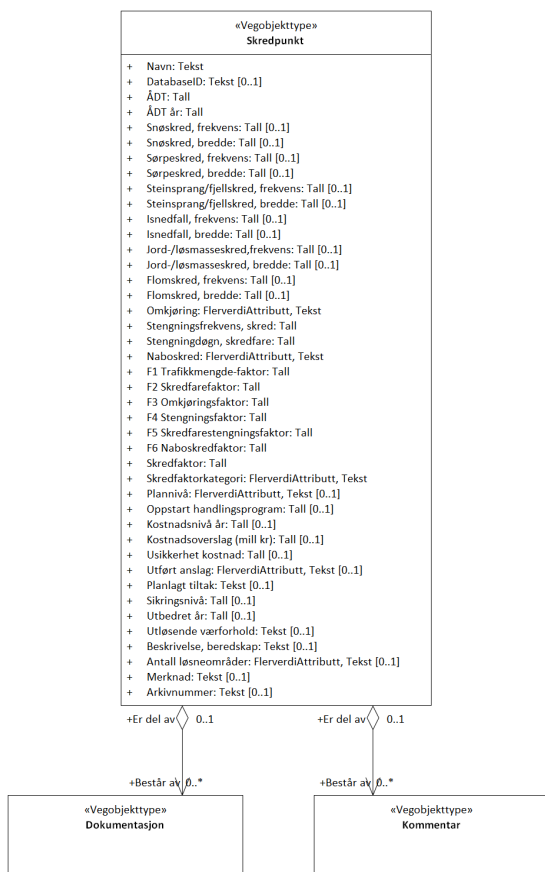 «Vegobjekttype»
Skredpunkt
+ Navn: Tekst
+ DatabaseID: Tekst [0..1]
+ ÅDT: Tall
+ ÅDT år: Tall
+ Snøskred, frekvens: Tall [0..1]
+ Snøskred, bredde: Tall [0..1]
+ Sørpeskred, frekvens: Tall [0..1]
+ Sørpeskred, bredde: Tall [0..1]
+ Steinsprang/fjellskred, frekvens: Tall [0..1]
+ Steinsprang/fjellskred, bredde: Tall [0..1]
+ Isnedfall, frekvens: Tall [0..1]
+ Isnedfall, bredde: Tall [0..1]
+ Jord-/løsmasseskred,frekvens: Tall [0..1]
+ Jord-/løsmasseskred, bredde: Tall [0..1]
+ Flomskred, frekvens: Tall [0..1]
+ Flomskred, bredde: Tall [0..1]
+ Omkjøring: FlerverdiAttributt, Tekst
+ Stengningsfrekvens, skred: Tall
+ Stengningdøgn, skredfare: Tall
+ Naboskred: FlerverdiAttributt, Tekst
+ F1 Trafikkmengde-faktor: Tall
+ F2 Skredfarefaktor: Tall
+ F3 Omkjøringsfaktor: Tall
+ F4 Stengningsfaktor: Tall
+ F5 Skredfarestengningsfaktor: Tall
+ F6 Naboskredfaktor: Tall
+ Skredfaktor: Tall
+ Skredfaktorkategori: FlerverdiAttributt, Tekst
+ Plannivå: FlerverdiAttributt, Tekst [0..1]
+ Oppstart handlingsprogram: Tall [0..1]
+ Kostnadsnivå år: Tall [0..1]
+ Kostnadsoverslag (mill kr): Tall [0..1]
+ Usikkerhet kostnad: Tall [0..1]
+ Utført anslag: FlerverdiAttributt, Tekst [0..1]
+ Planlagt tiltak: Tekst [0..1]
+ Sikringsnivå: Tall [0..1]
+ Utbedret år: Tall [0..1]
+ Utløsende værforhold: Tekst [0..1]
+ Beskrivelse, beredskap: Tekst [0..1]
+ Antall løsneområder: FlerverdiAttributt, Tekst [0..1]
+ Merknad: Tekst [0..1]
+ Arkivnummer: Tekst [0..1]
+Er del av 0..1
+Er del av 0..1
+Består av 0..*
+Består av 0..*
«Vegobjekttype»
Dokumentasjon
«Vegobjekttype»
Kommentar